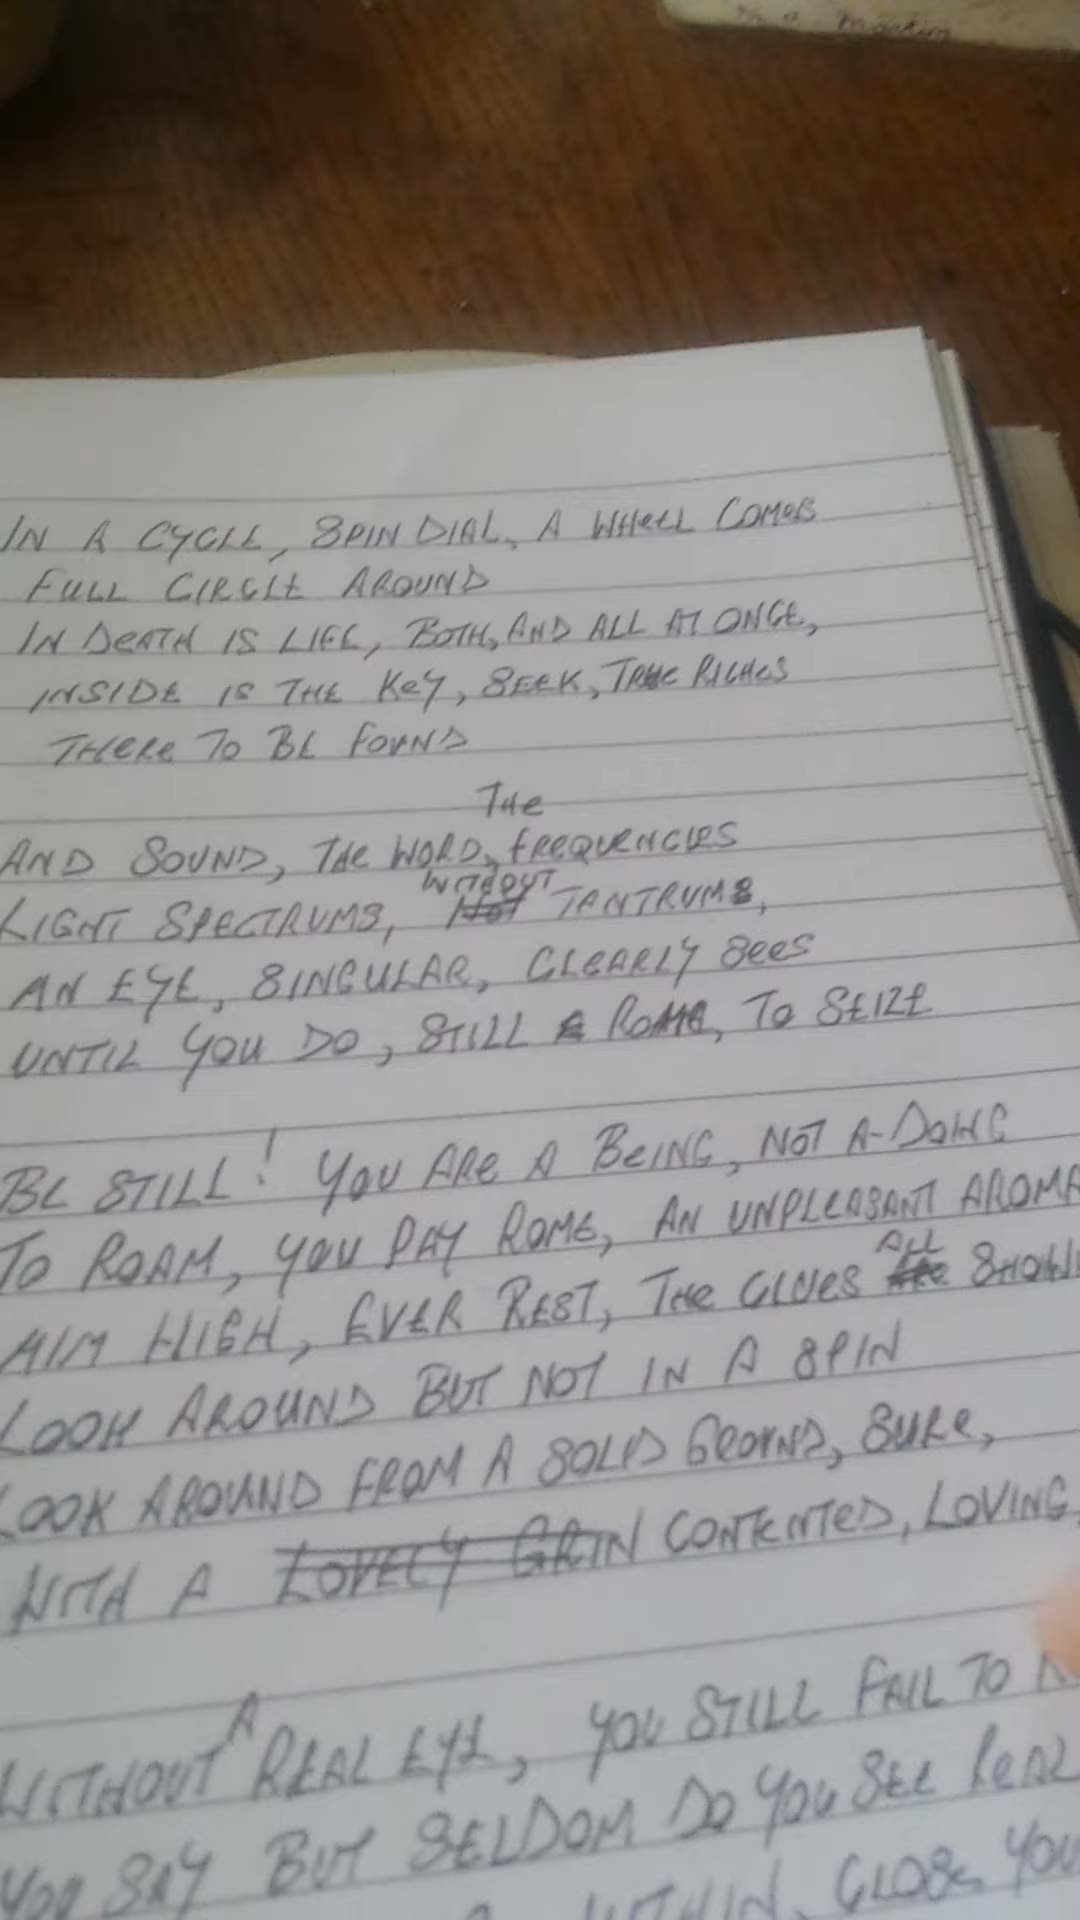 IN A CYCLE, SPIN DIAL, A WHEEL COMES
FULL CIRCLE AROUND
IN DEATH IS LIFE, BOTH, AND ALL AT ONCE,
INSIDE IS THE KEY, SEEK, TRUE RICHES
THERE TO BE FOUND
THE
AND SOUND, THE WORD, FREQUENCIES
WITHOUT
LIGHT SPECTRUMS, NOT TANTRUMS,
AN EYE, SINGULAR, CLEARLY SEES
UNTIL YOU DO, STILL ROME, TO SEIZE
BE STILL! YOU ARE A BEING, NOT A-DOING
TO ROAM, YOU PAY ROME, AN UNPLEASANT AROMA
ALL
AIM HIGH, EVER REST, THE CLUES SHOW
LOOK AROUND BUT NOT IN A SPIN
LOOK AROUND FROM A SOLID GROUND, SURE,
WITH A LOVELY GRIN CONTENTED, LOVING,
A
WITHOUT REAL EYE, YOU STILL FAIL TO
YOU SAY BUT SELDOM DO YOU SEE REAL
WITHIN, CLOSE YOU